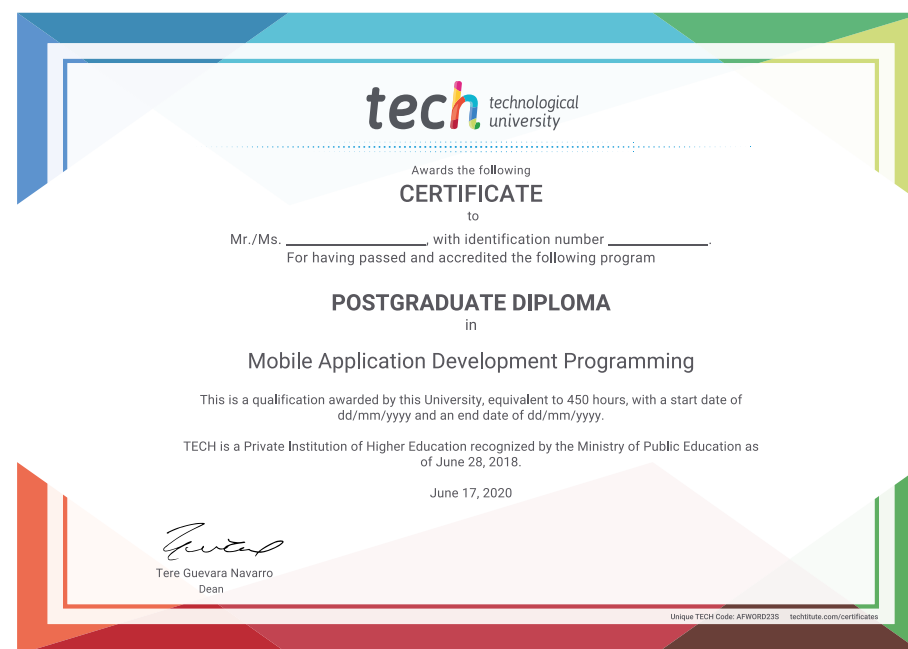 tech technological
university
Awards the following
CERTIFICATE
to
Mr./Ms. ____________________, with identification number _______________.
For having passed and accredited the following program
POSTGRADUATE DIPLOMA
in
Mobile Application Development Programming
This is a qualification awarded by this University, equivalent to 450 hours, with a start date of
dd/mm/yyyy and an end date of dd/mm/yyyy.
TECH is a Private Institution of Higher Education recognized by the Ministry of Public Education as
of June 28, 2018.
June 17, 2020
Tere Guevara Navarro
Dean
Unique TECH Code: AFWORD23S techtitute.com/certificates